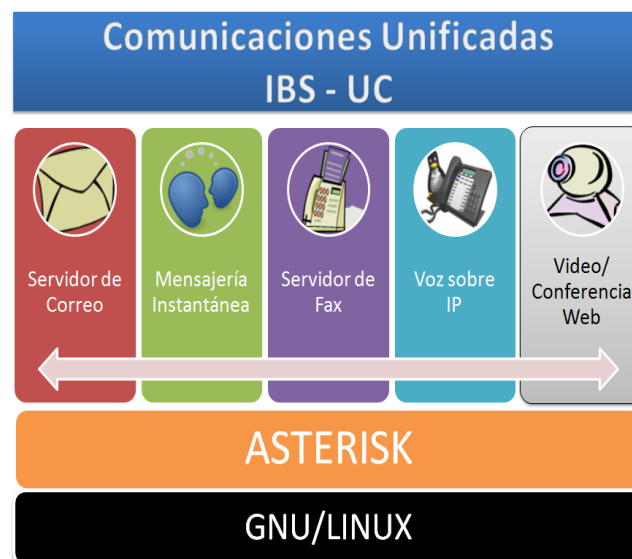 Comunicaciones Unificadas
IBS - UC
Servidor de
Correo
Mensajería
Instantánea
Servidor de
Fax
Voz sobre
IP
Video/
Conferencia
Web
ASTERISK
GNU/LINUX